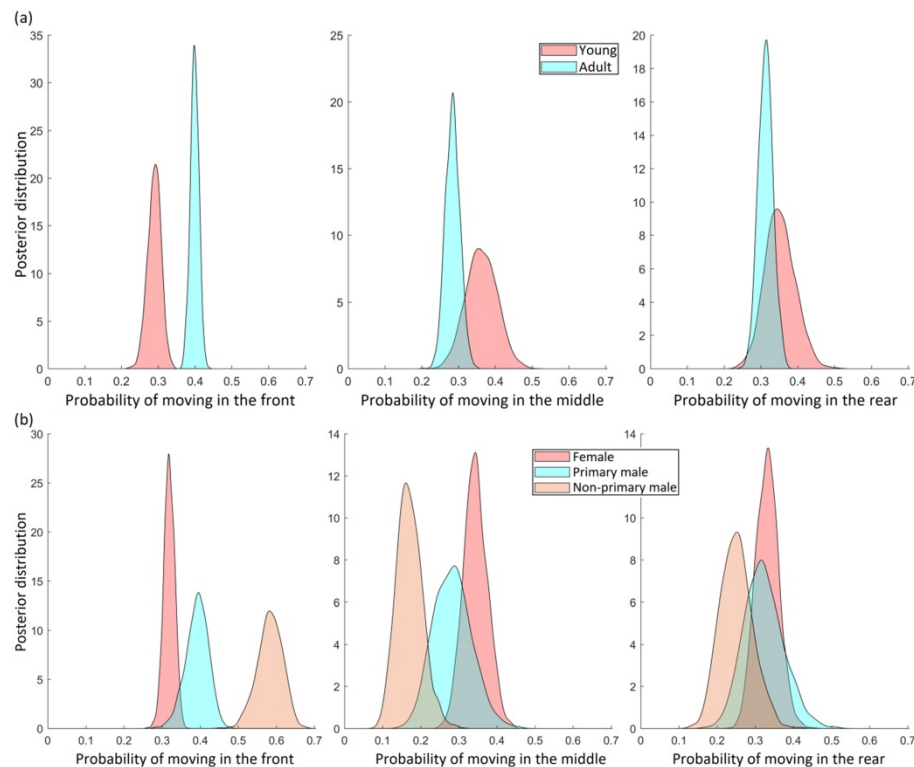 (a)
35
30
25
20
15
10
5
0
0 0.1 0.2 0.3 0.4 0.5 0.6 0.7
Posterior distribution
Probability of moving in the front
25
20
15
10
5
0
0 0.1 0.2 0.3 0.4 0.5 0.6 0.7
Probability of moving in the middle
Young
Adult
20
18
16
14
12
10
8
6
4
2
0
0 0.1 0.2 0.3 0.4 0.5 0.6 0.7
Probability of moving in the rear
(b)
30
25
20
15
10
5
0
0 0.1 0.2 0.3 0.4 0.5 0.6 0.7
Posterior distribution
Probability of moving in the front
14
12
10
8
6
4
2
0
0 0.1 0.2 0.3 0.4 0.5 0.6 0.7
Probability of moving in the middle
Female
Primary male
Non-primary male
14
12
10
8
6
4
2
0
0 0.1 0.2 0.3 0.4 0.5 0.6 0.7
Probability of moving in the rear